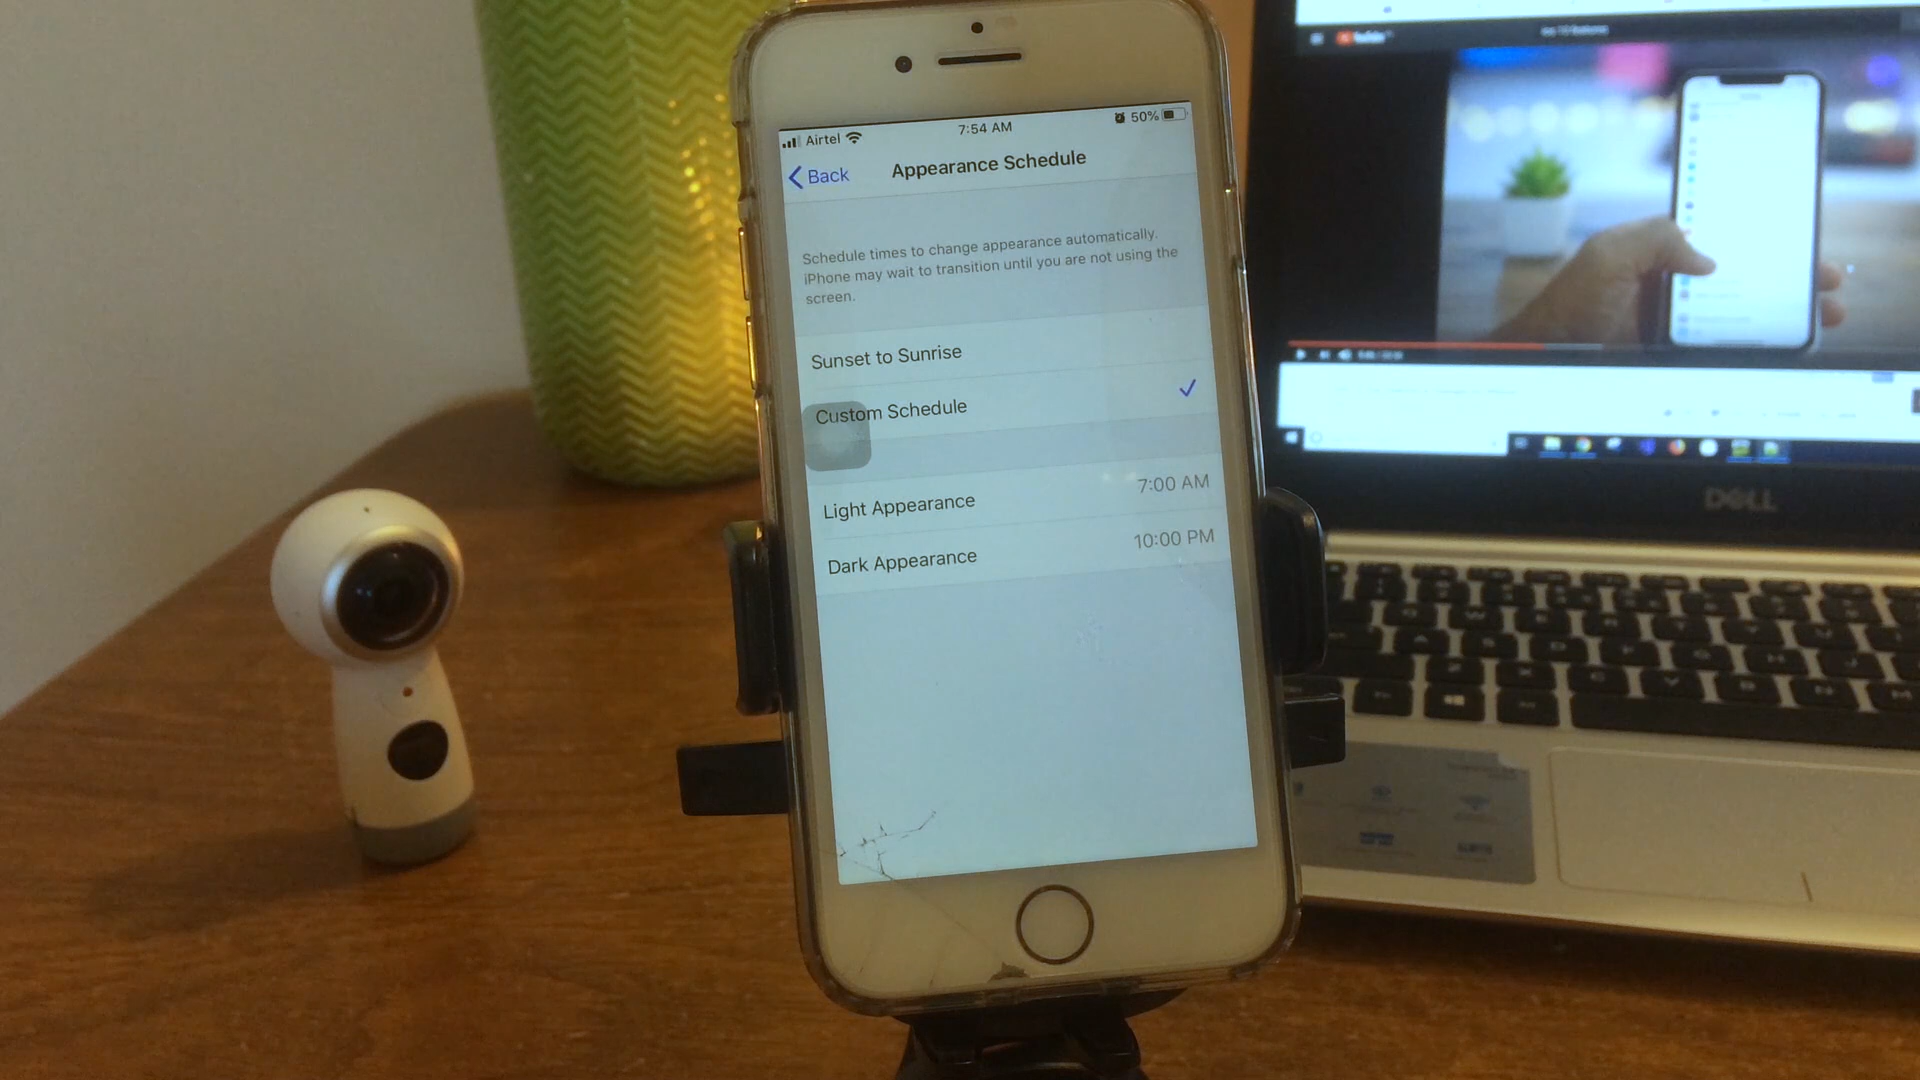 Airtel
7:54 AM
50%
Back
Appearance Schedule
Schedule times to change appearance automatically.
iPhone may wait to transition until you are not using the
screen.
Sunset to Sunrise
Custom Schedule
Light Appearance
7:00 AM
Dark Appearance
10:00 PM
YouTube
DELL